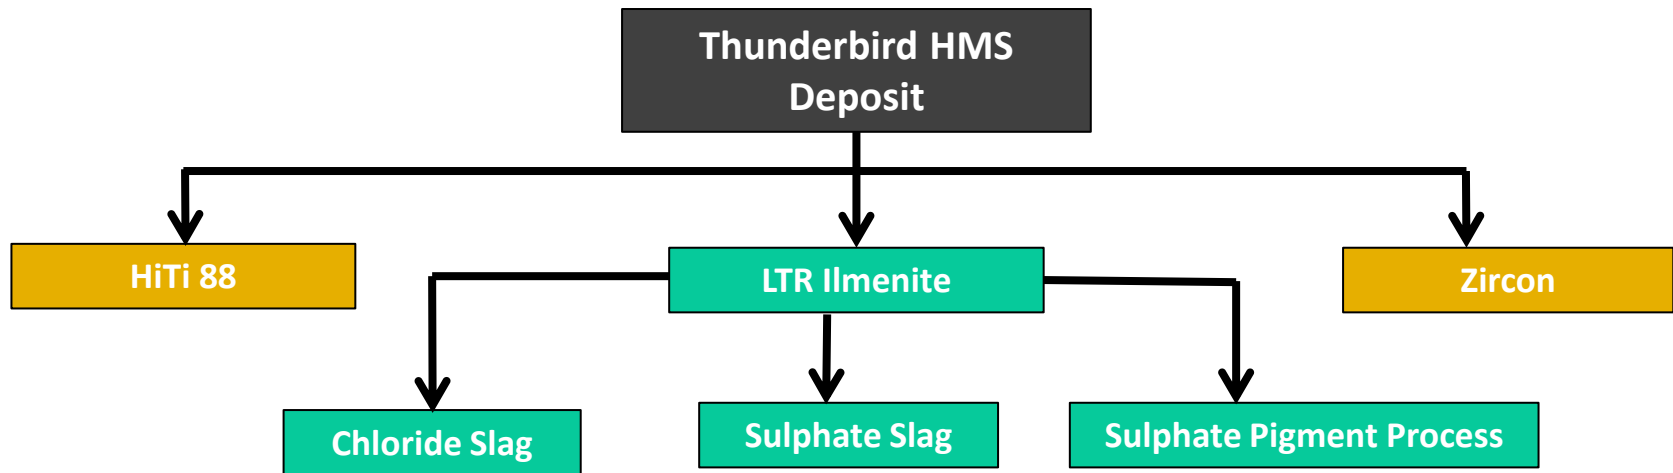 Thunderbird HMS
Deposit
HiTi 88
LTR Ilmenite
Zircon
Chloride Slag
Sulphate Slag
Sulphate Pigment Process